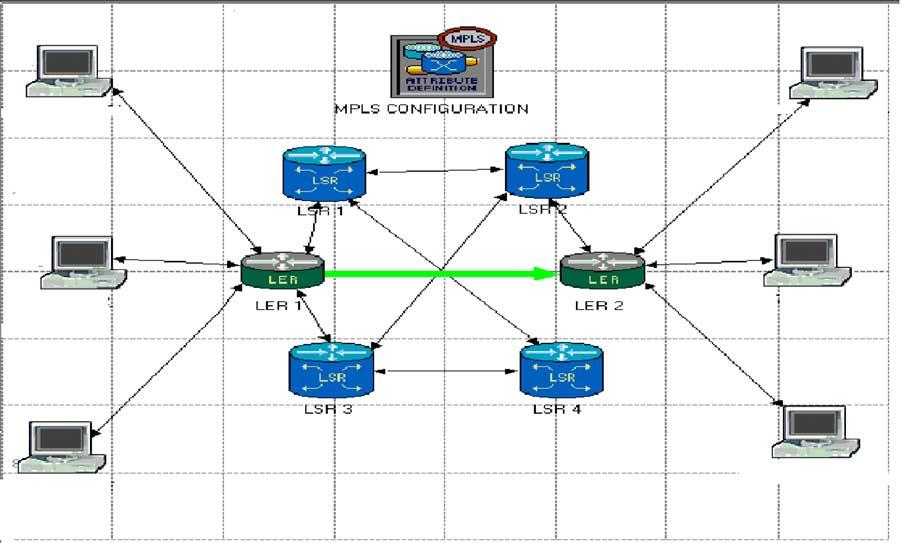 MPLS
ATTRIBUTE
DEFINITION
MPLS CONFIGURATION
LSR
LSR 1
LSR
LSR 2
LER
LER 1
LER
LER 2
LSR
LSR 3
LSR
LSR 4